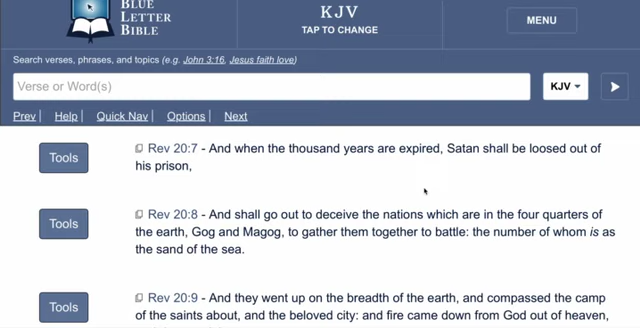 BLUE
LETTER
BIBLE
KJV
TAP TO CHANGE
MENU
Search verses, phrases, and topics (e.g. John 3:16, Jesus faith love)
Verse or Word(s)
KJV
Prev| Help| Quick Nav| Options| Next
Tools
Rev 20:7 - And when the thousand years are expired, Satan shall be loosed out of
his prison,
Tools
Rev 20:8 - And shall go out to deceive the nations which are in the four quarters of
the earth, Gog and Magog, to gather them together to battle: the number of whom is as
the sand of the sea.
Tools
Rev 20:9 - And they went up on the breadth of the earth, and compassed the camp
of the saints about, and the beloved city: and fire came down from God out of heaven,